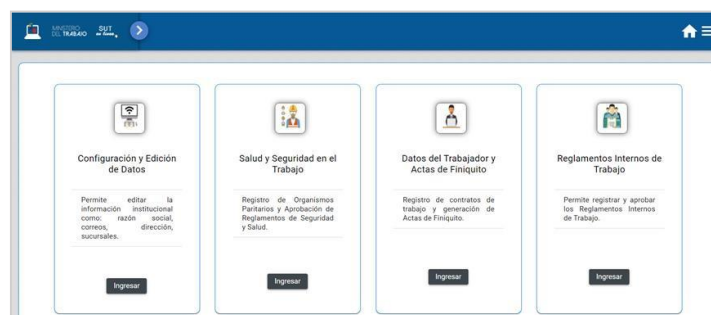 MINISTERIO
DEL TRABAJO
SUT
en línea
Configuración y Edición
de Datos
Permite editar la
información institucional
como: razón social,
correos, dirección,
sucursales.
Ingresar
Salud y Seguridad en el
Trabajo
Registro de Organismos
Paritarios y Aprobación de
Reglamentos de Seguridad
y Salud.
Ingresar
Datos del Trabajador y
Actas de Finiquito
Registro de contratos de
trabajo y generación de
Actas de Finiquito.
Ingresar
Reglamentos Internos de
Trabajo
Permite registrar y aprobar
los Reglamentos Internos
de Trabajo.
Ingresar